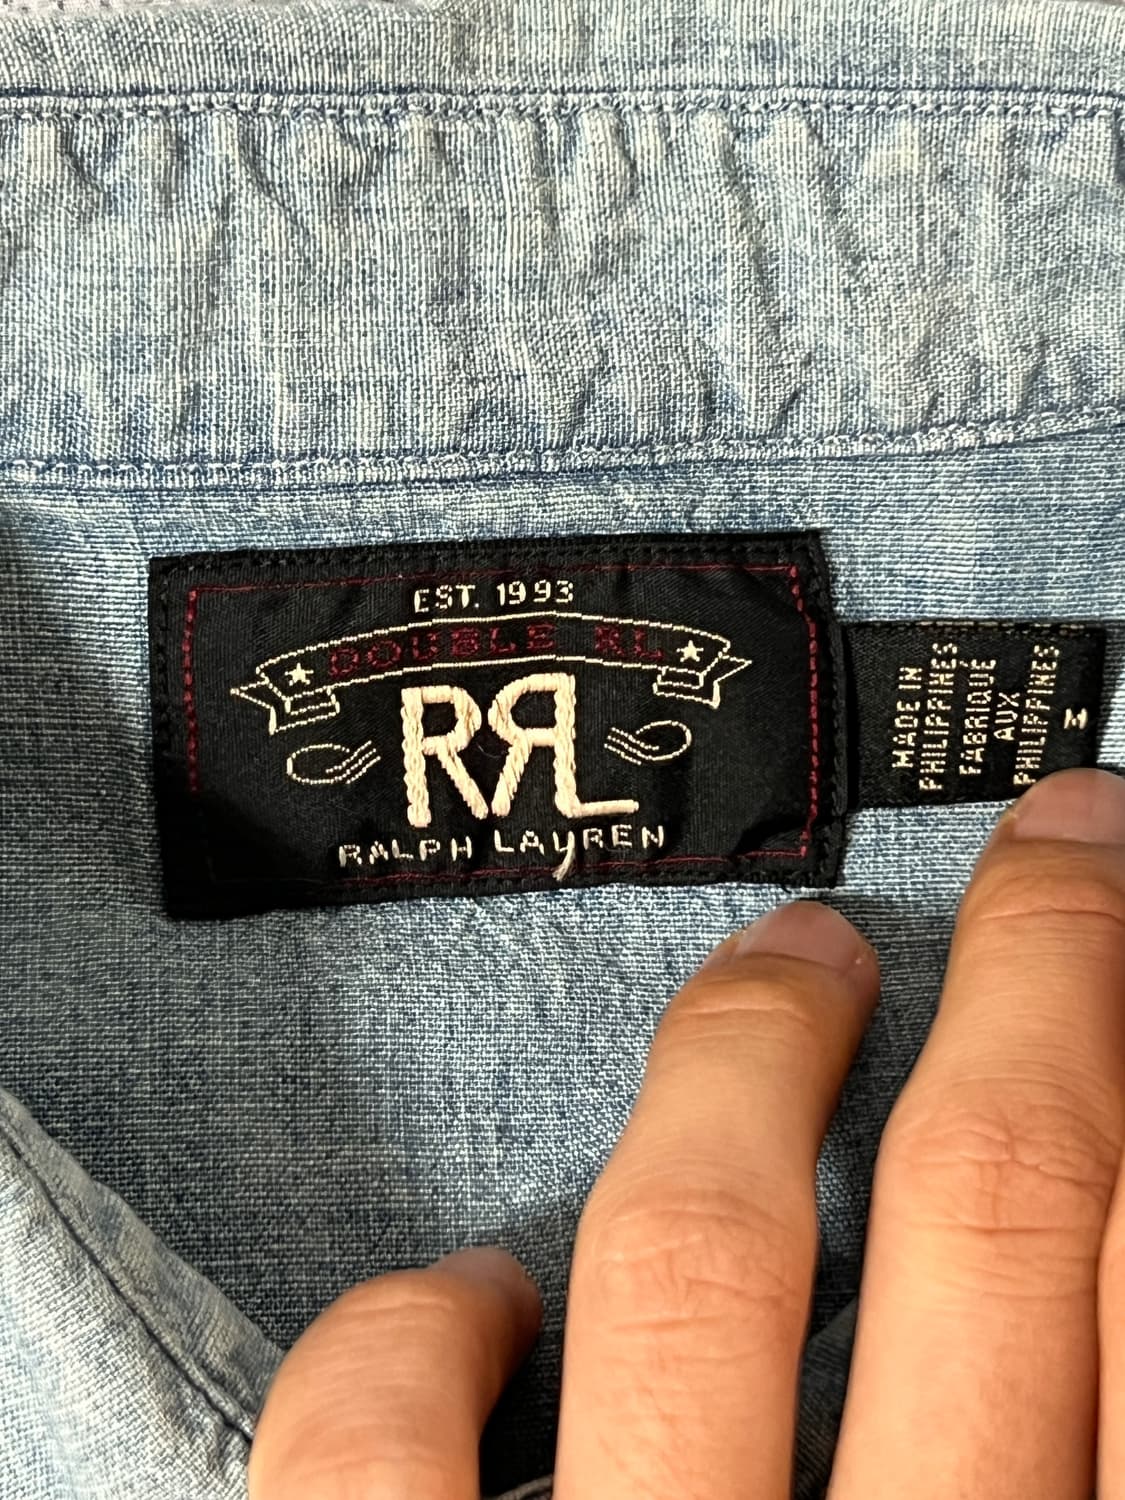 EST. 1993
DOUBLE RL
RRL
RALPH LAUREN
MADE IN
PHILIPPINES
FABRIQUÉ
AUX
PHILIPPINES
M